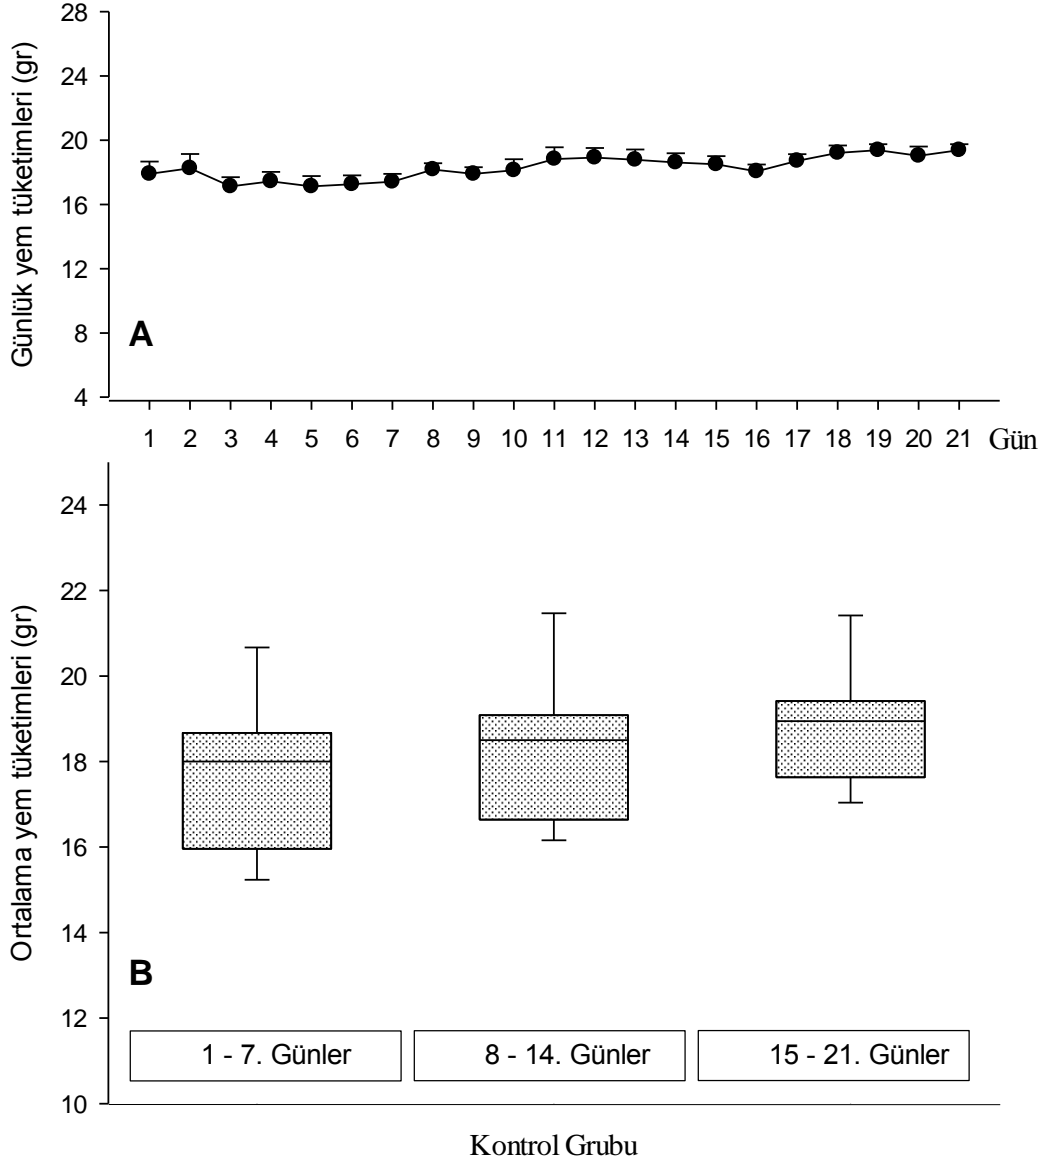 28
24
20
16
12
8
4
Günlük yem tüketimleri (gr)
A
1 2 3 4 5 6 7 8 9 10 11 12 13 14 15 16 17 18 19 20 21 Gün
24
22
20
18
16
14
12
10
Ortalama yem tüketimleri (gr)
B
1 - 7. Günler 8 - 14. Günler 15 - 21. Günler
Kontrol Grubu